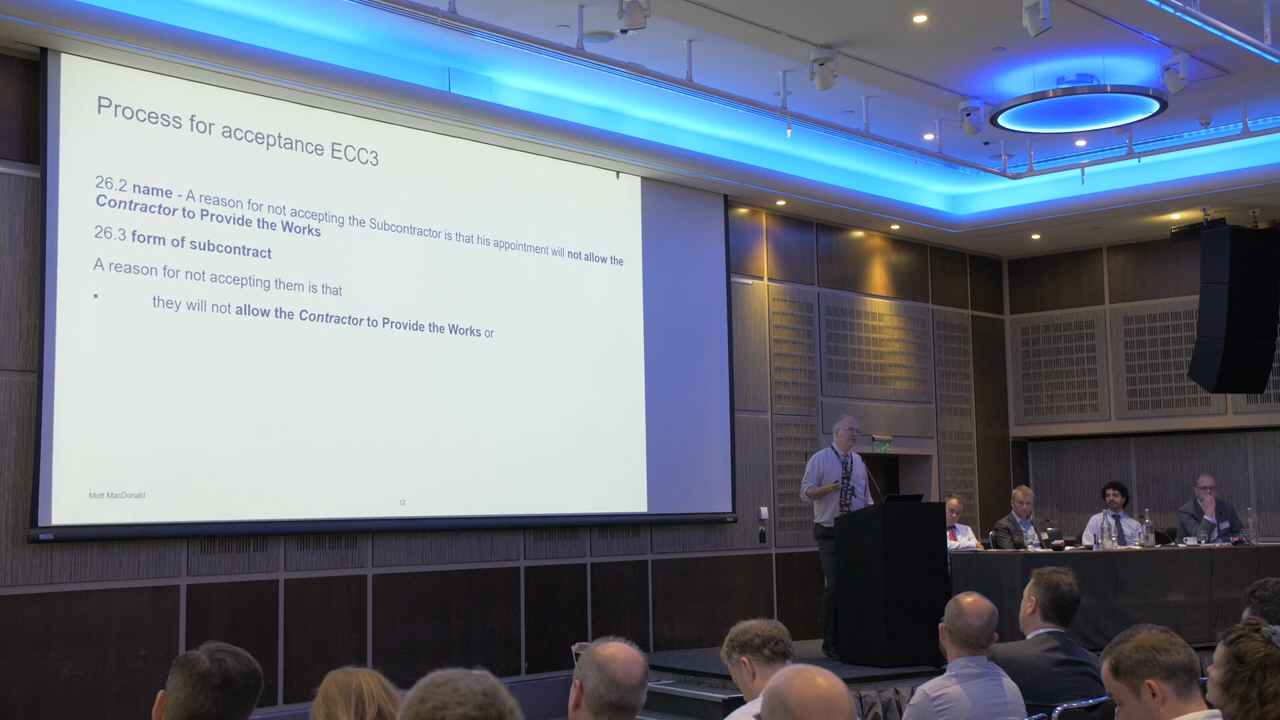 Process for acceptance ECC3
26.2 name - A reason for not accepting the Subcontractor is that his appointment will not allow the
Contractor to Provide the Works
26.3 form of subcontract
A reason for not accepting them is that
• they will not allow the Contractor to Provide the Works or
Mott MacDonald
12